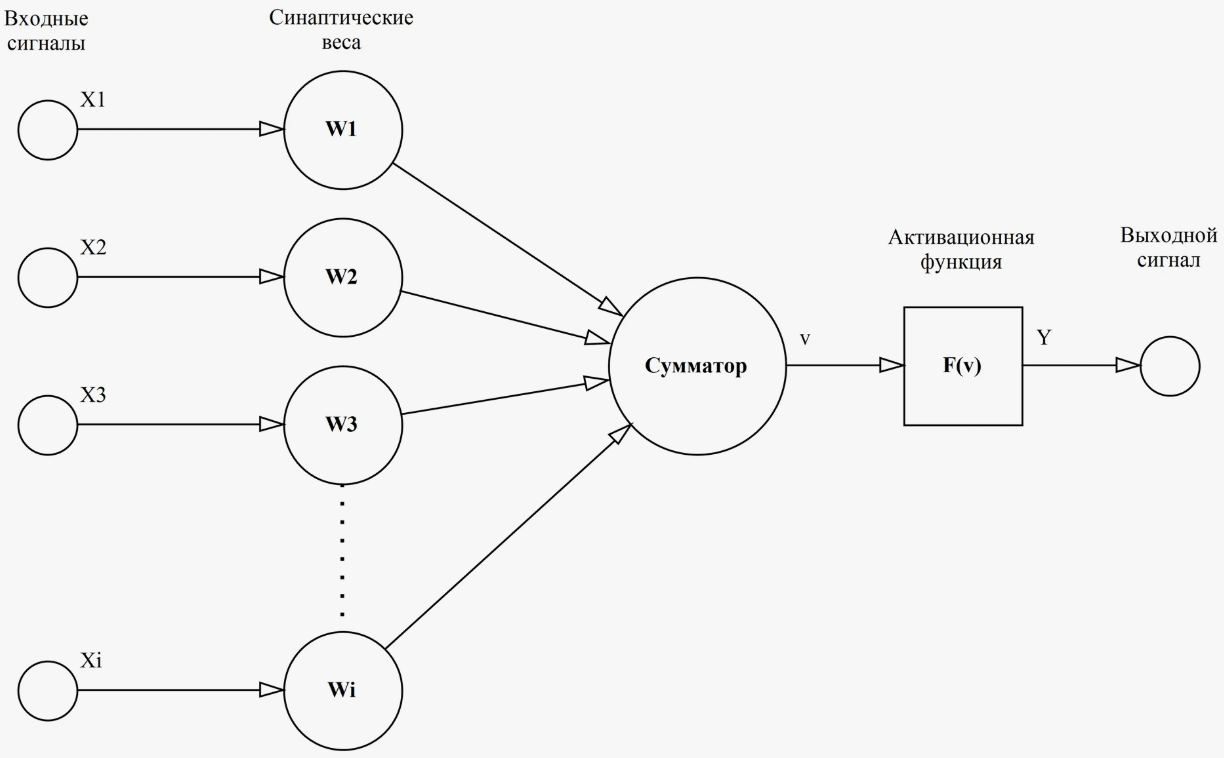 Входные
сигналы
Синаптические
веса
X1
W1
X2
W2
X3
W3
Xi
Wi
Сумматор
v
Активационная
функция
F(v)
Y
Выходной
сигнал